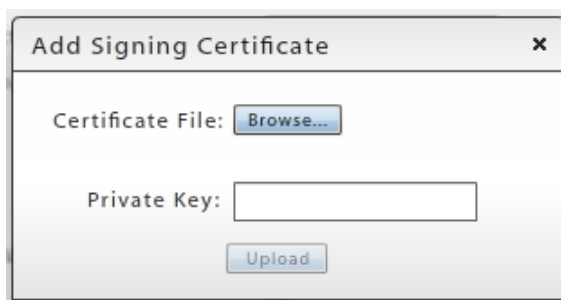 Add Signing Certificate ×
Certificate File: Browse...
Private Key:
Upload